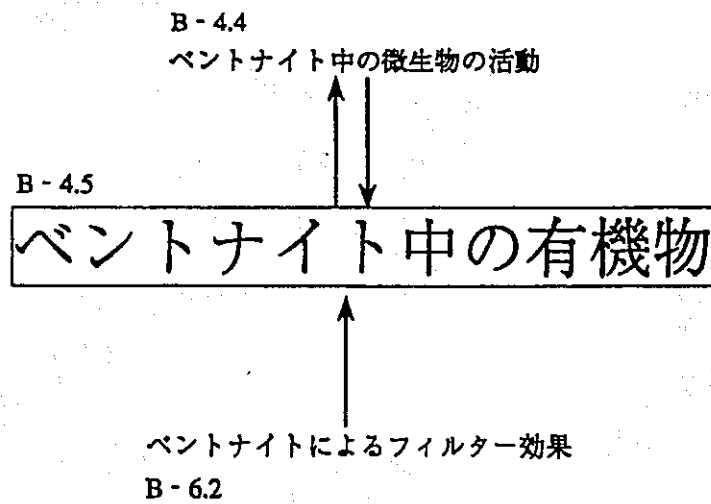 B - 4.4
ベントナイト中の微生物の活動
B - 4.5
ベントナイト中の有機物
ベントナイトによるフィルター効果
B - 6.2